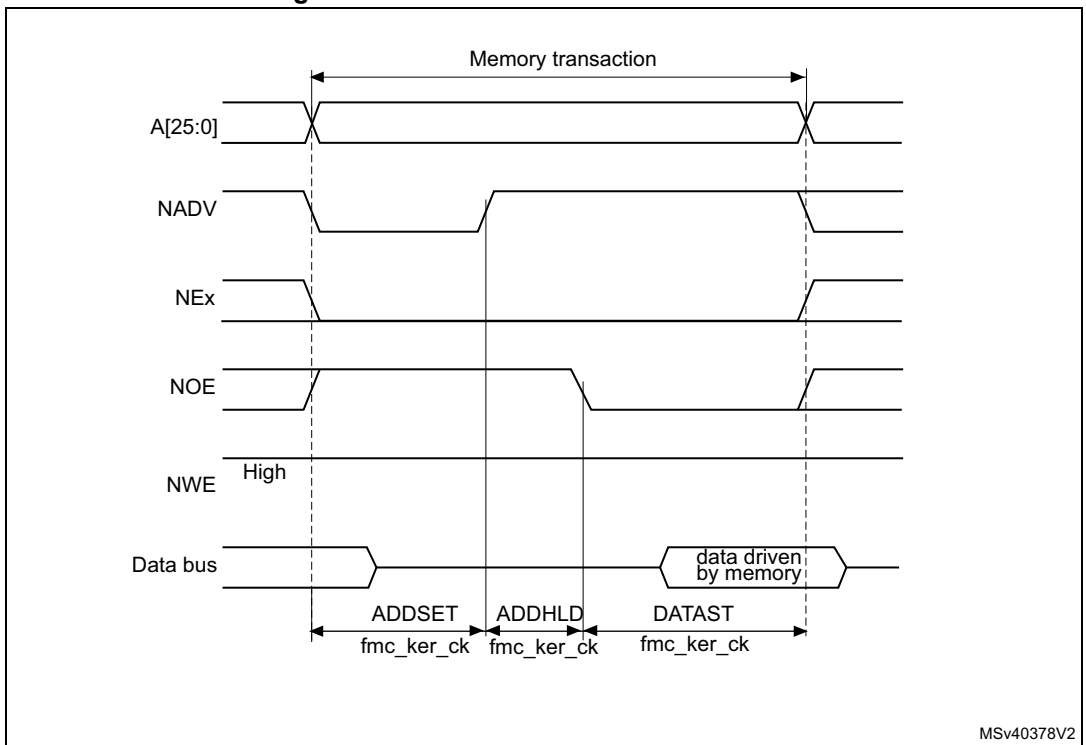 Memory transaction
A[25:0]
NADV
NEx
NOE
High
NWE
Data bus
data driven
by memory
ADDSET ADDHLD DATAST
fmc_ker_ck fmc_ker_ck fmc_ker_ck
MSv40378V2